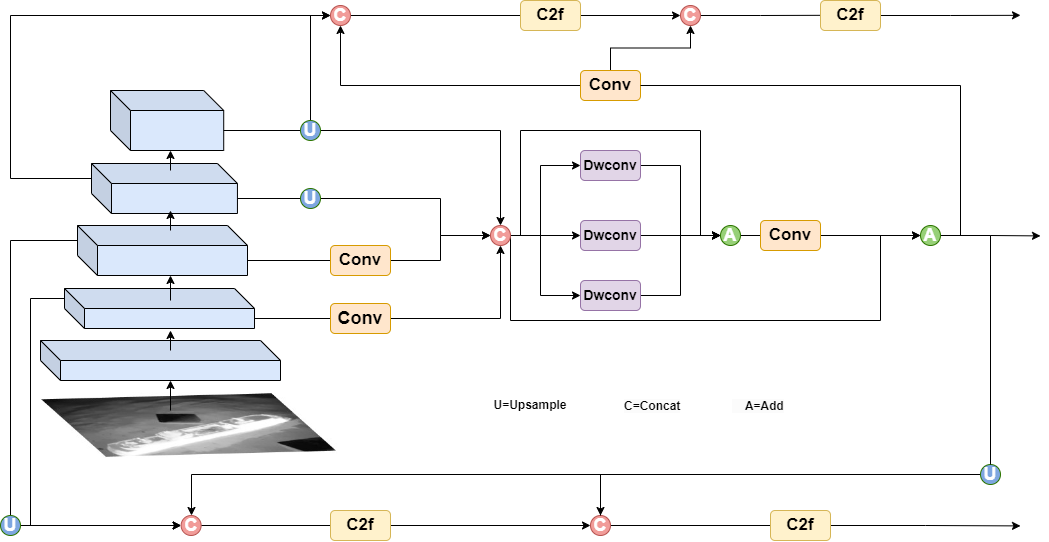 C C2f C C2f
Conv
U
Dwconv
U
C Dwconv A Conv A
Conv
Dwconv
Conv
U=Upsample C=Concat A=Add
U
U C C2f C C2f